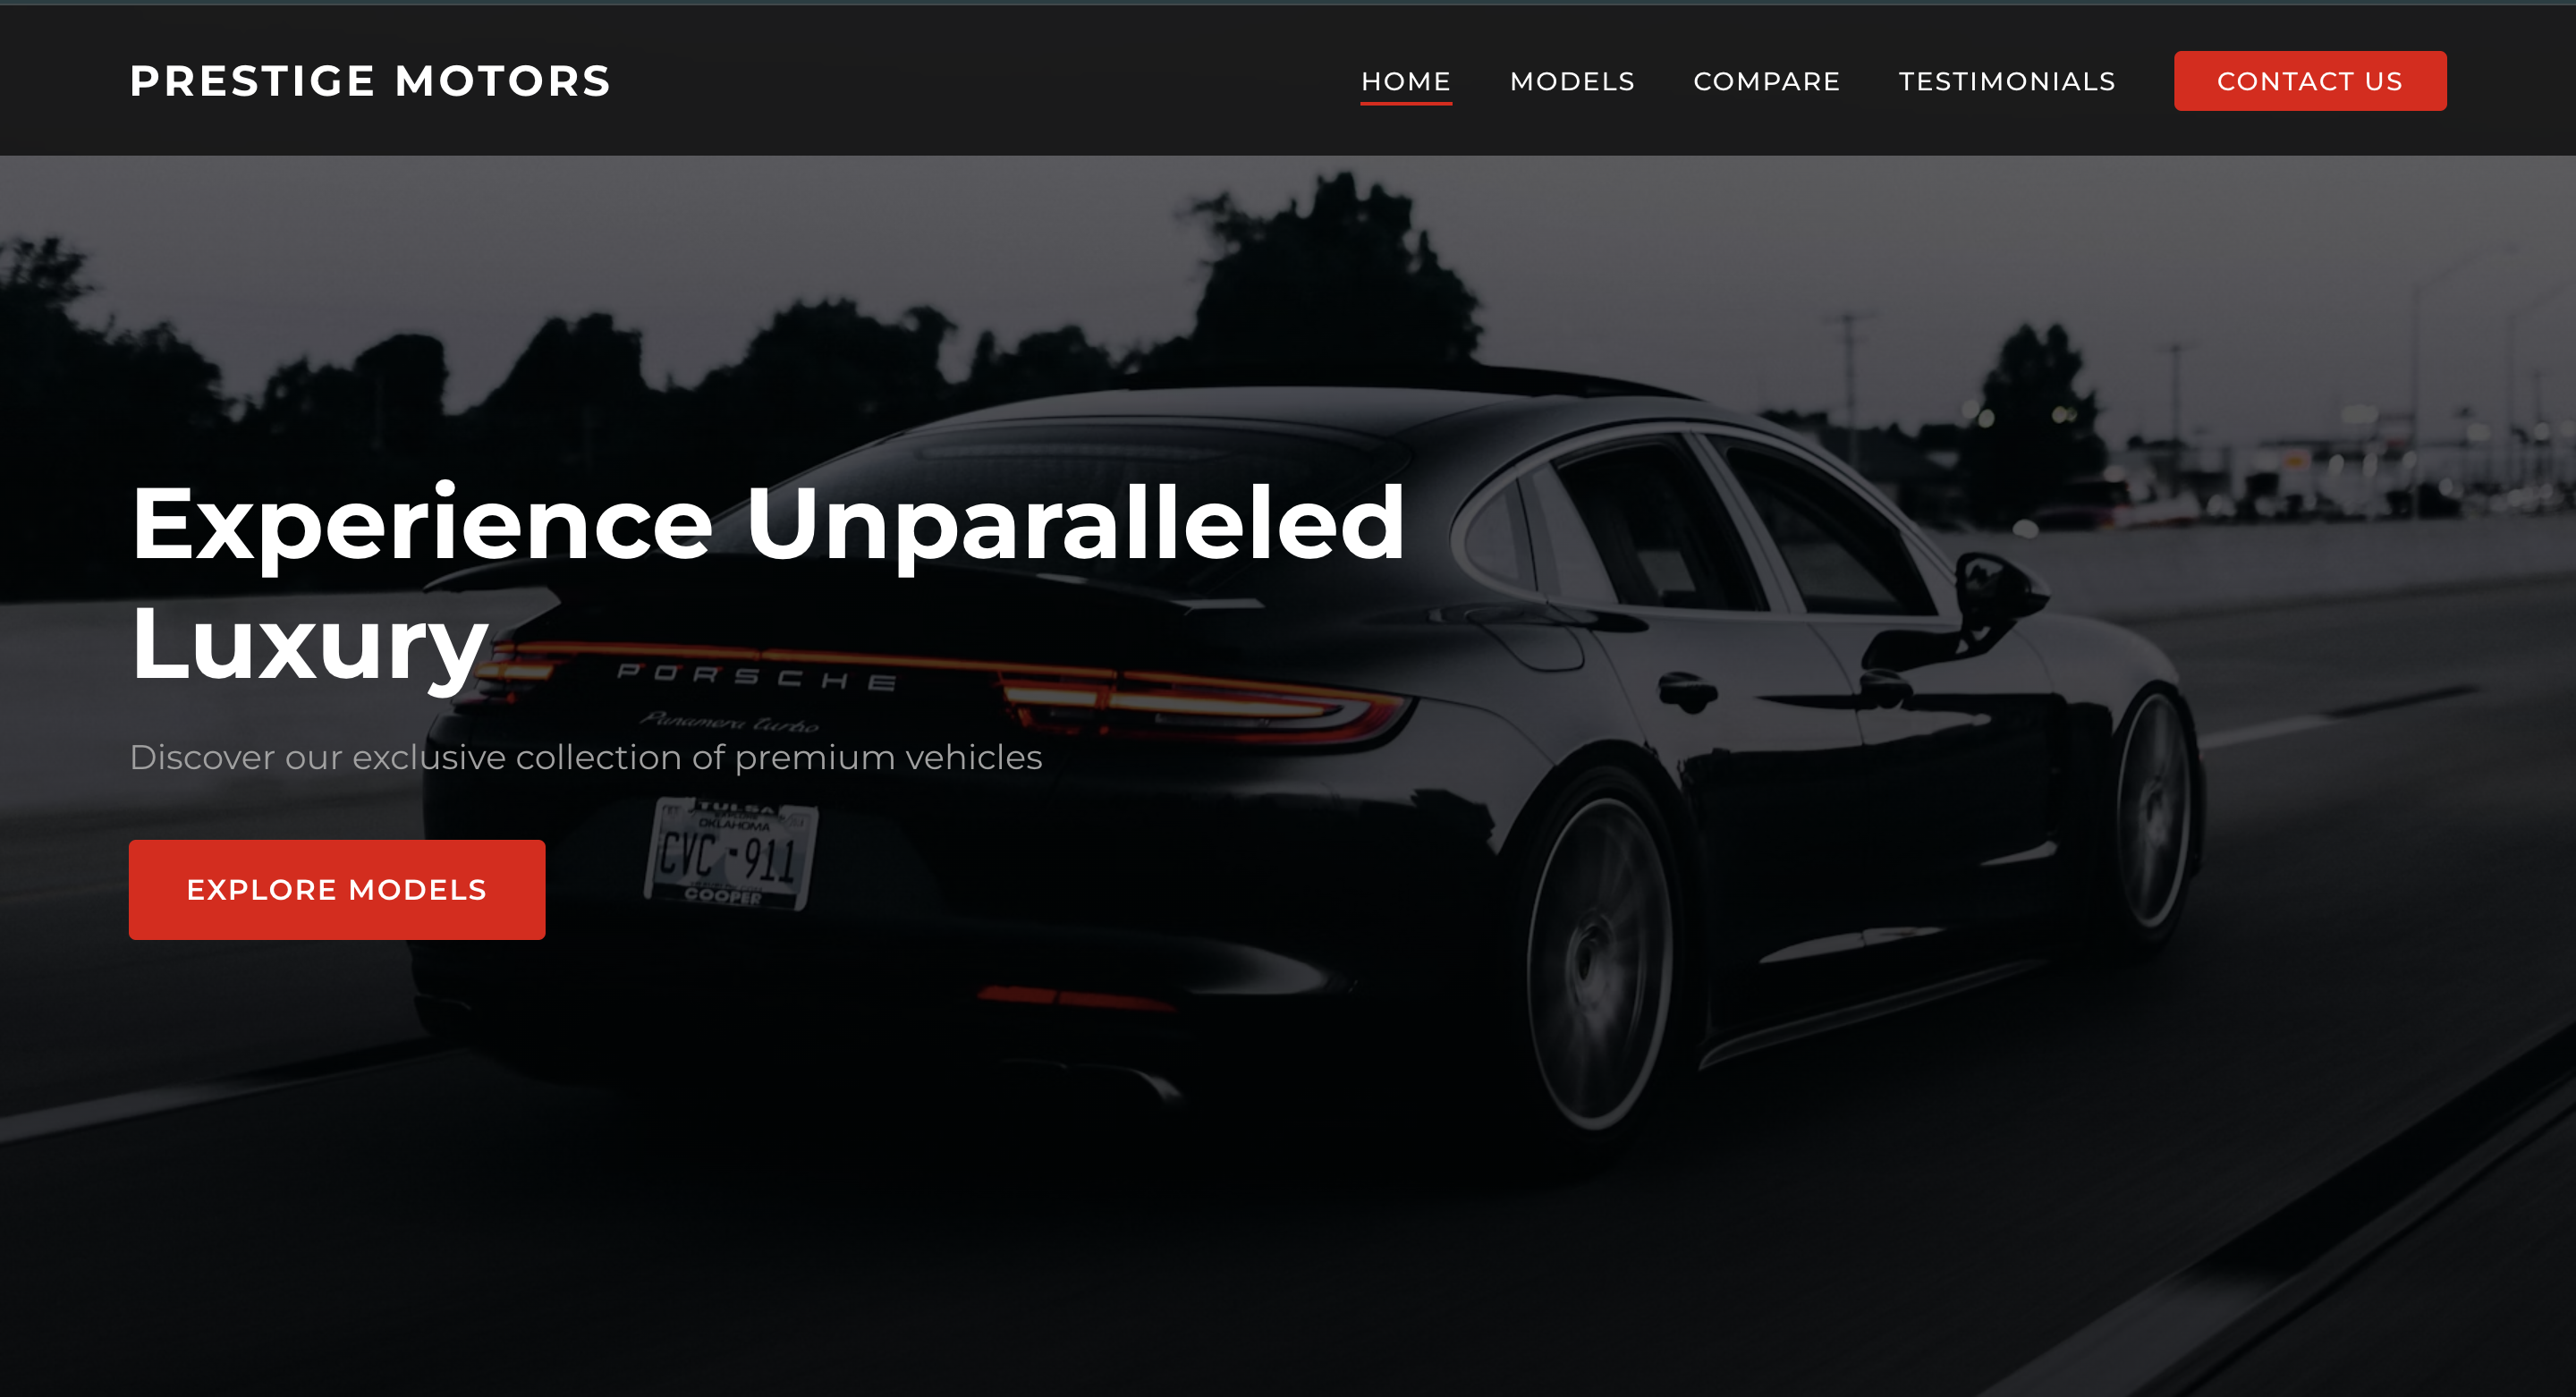 PRESTIGE MOTORS
HOME
MODELS
COMPARE
TESTIMONIALS
CONTACT US
Experience Unparalleled
Luxury
PORSCHE
Panamera turbo
Discover our exclusive collection of premium vehicles
TULSA
EXPLORE
OKLAHOMA
CVC-911
COOPER
EXPLORE MODELS